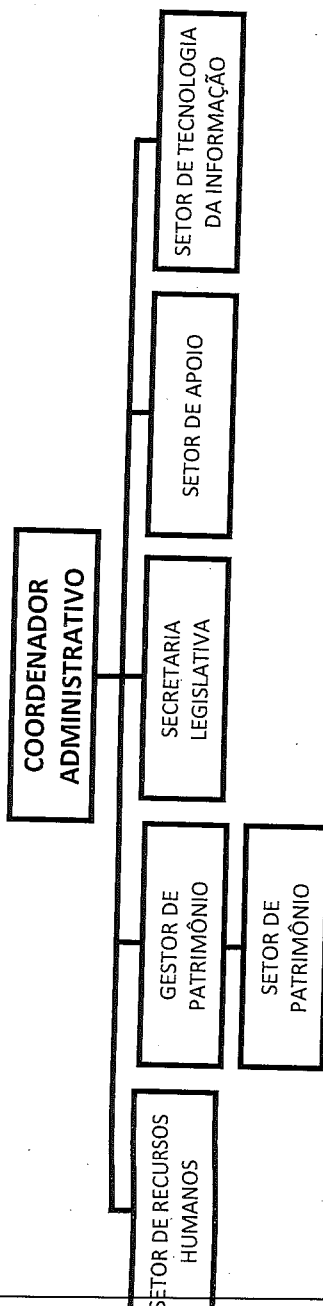 COORDENADOR
ADMINISTRATIVO
SETOR DE RECURSOS
HUMANOS
GESTOR DE
PATRIMÔNIO
SECRETARIA
LEGISLATIVA
SETOR DE APOIO
SETOR DE TECNOLOGIA
DA INFORMAÇÃO
SETOR DE
PATRIMÔNIO